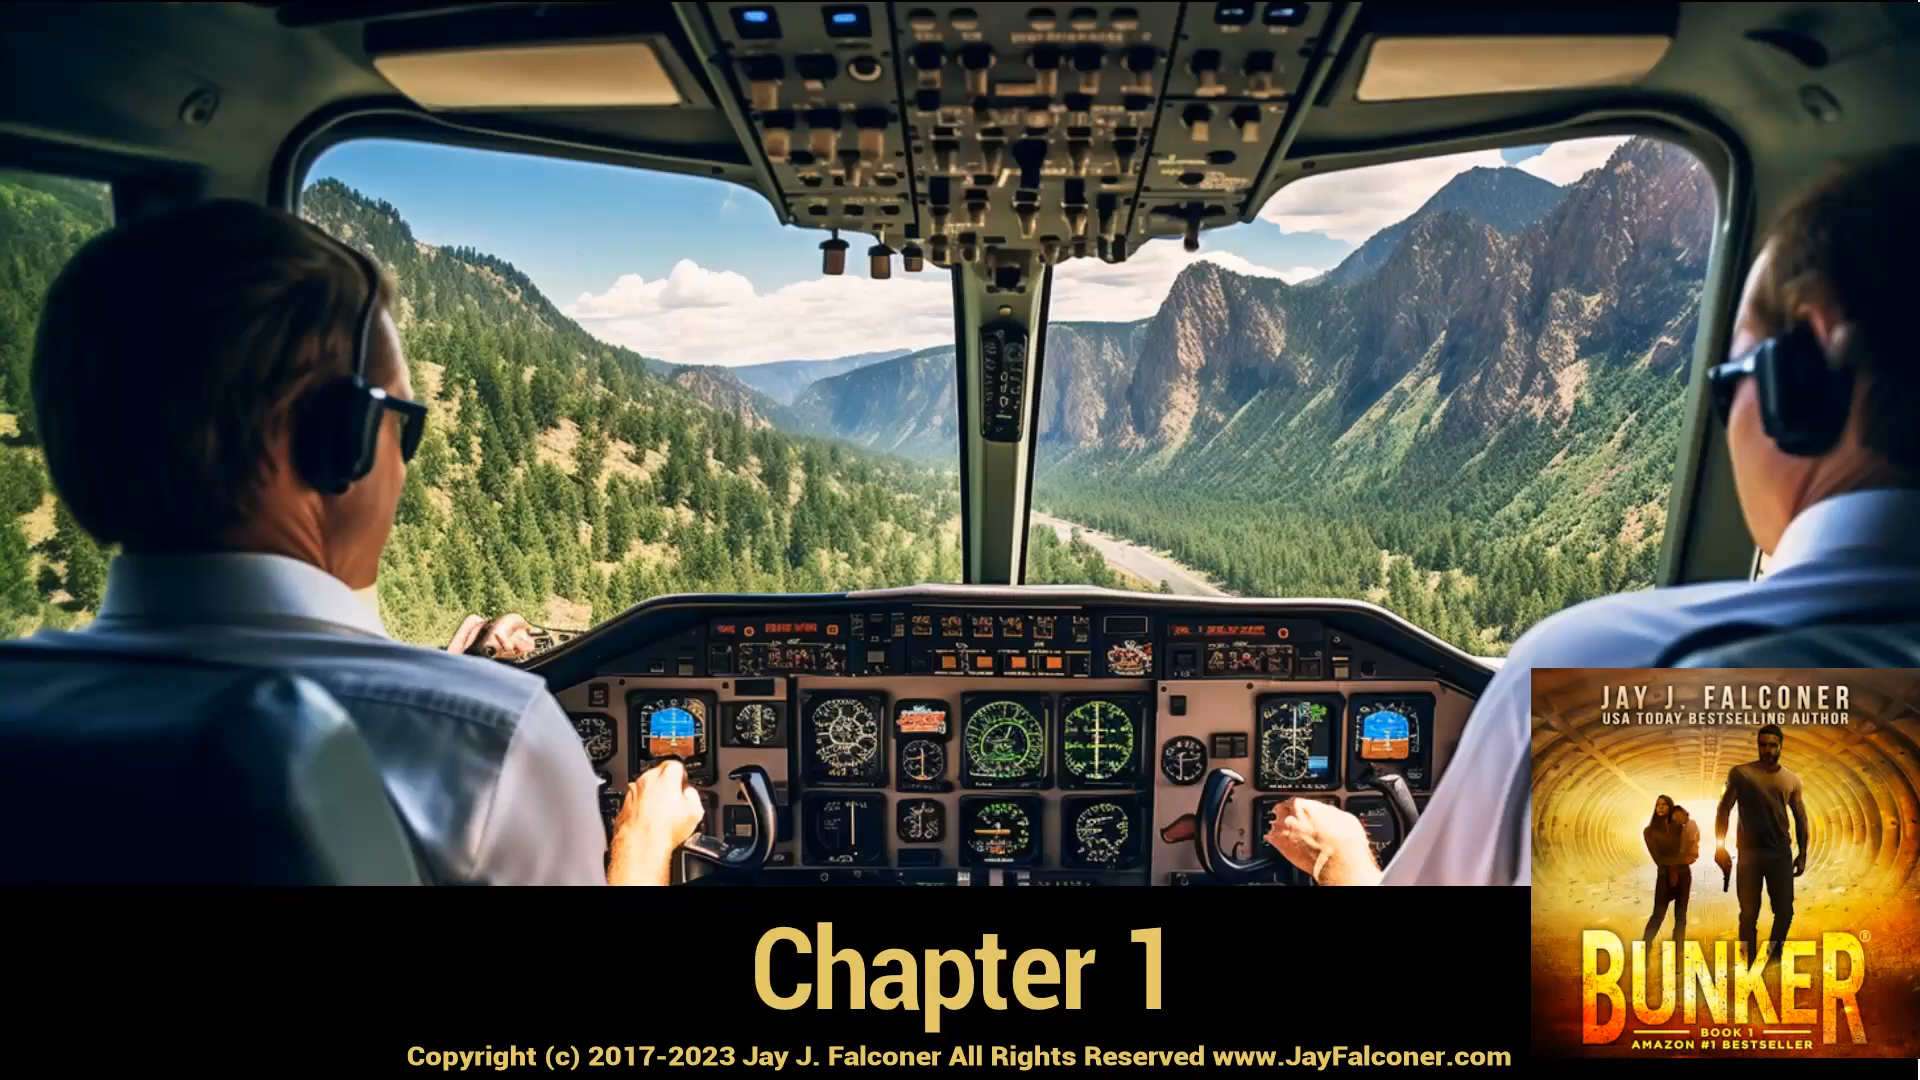 JAY J. FALCONER
USA TODAY BESTSELLING AUTHOR
BUNKER®
BOOK 1
AMAZON #1 BESTSELLER
Chapter 1
Copyright (c) 2017-2023 Jay J. Falconer All Rights Reserved www.JayFalconer.com